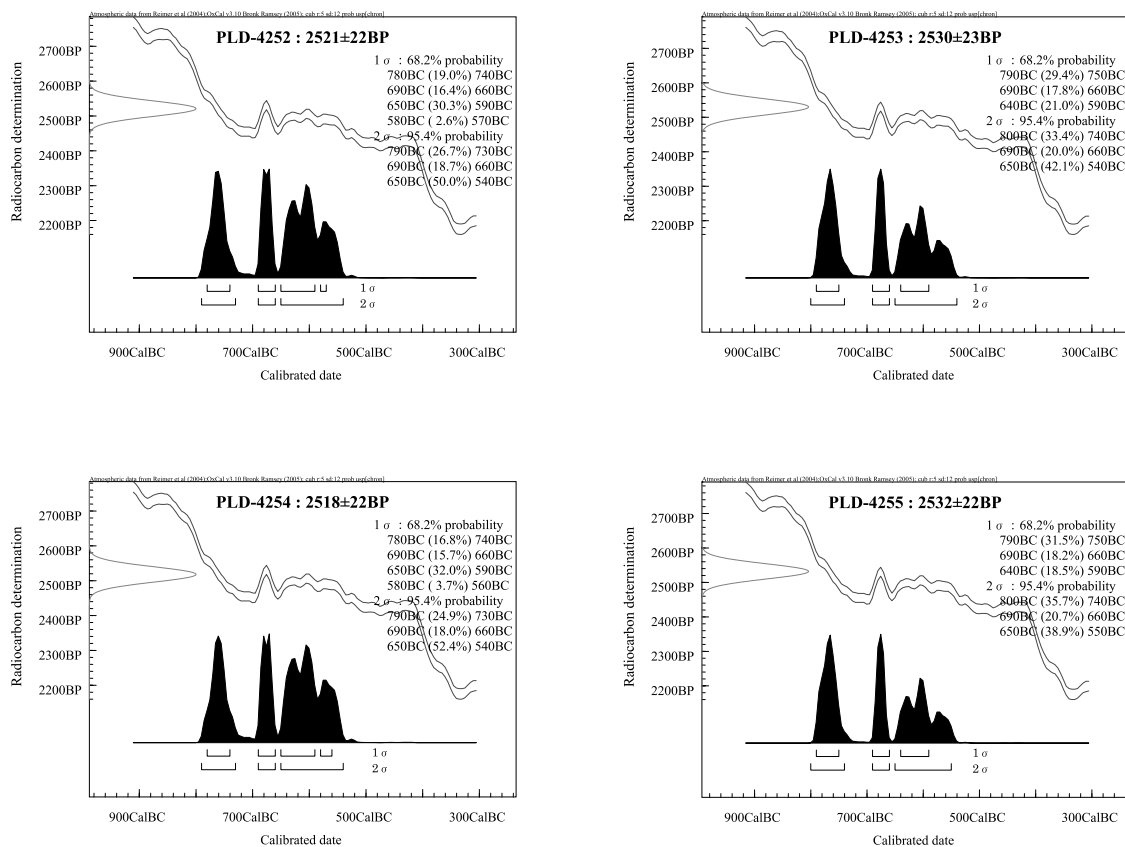 Atmospheric data from Reimer et al (2004);OxCal v3.10 Bronk Ramsey (2005); cub r:5 sd:12 prob usp[chron]
PLD-4252 : 2521±22BP
1 σ : 68.2% probability
780BC (19.0%) 740BC
690BC (16.4%) 660BC
650BC (30.3%) 590BC
580BC ( 2.6%) 570BC
2 σ : 95.4% probability
790BC (26.7%) 730BC
690BC (18.7%) 660BC
650BC (50.0%) 540BC
Radiocarbon determination
2700BP
2600BP
2500BP
2400BP
2300BP
2200BP
1 σ
2 σ
900CalBC 700CalBC 500CalBC 300CalBC
Calibrated date
Atmospheric data from Reimer et al (2004);OxCal v3.10 Bronk Ramsey (2005); cub r:5 sd:12 prob usp[chron]
PLD-4253 : 2530±23BP
1 σ : 68.2% probability
790BC (29.4%) 750BC
690BC (17.8%) 660BC
640BC (21.0%) 590BC
2 σ : 95.4% probability
800BC (33.4%) 740BC
690BC (20.0%) 660BC
650BC (42.1%) 540BC
Radiocarbon determination
2700BP
2600BP
2500BP
2400BP
2300BP
2200BP
1 σ
2 σ
900CalBC 700CalBC 500CalBC 300CalBC
Calibrated date
Atmospheric data from Reimer et al (2004);OxCal v3.10 Bronk Ramsey (2005); cub r:5 sd:12 prob usp[chron]
PLD-4254 : 2518±22BP
1 σ : 68.2% probability
780BC (16.8%) 740BC
690BC (15.7%) 660BC
650BC (32.0%) 590BC
580BC ( 3.7%) 560BC
2 σ : 95.4% probability
790BC (24.9%) 730BC
690BC (18.0%) 660BC
650BC (52.4%) 540BC
Radiocarbon determination
2700BP
2600BP
2500BP
2400BP
2300BP
2200BP
1 σ
2 σ
900CalBC 700CalBC 500CalBC 300CalBC
Calibrated date
Atmospheric data from Reimer et al (2004);OxCal v3.10 Bronk Ramsey (2005); cub r:5 sd:12 prob usp[chron]
PLD-4255 : 2532±22BP
1 σ : 68.2% probability
790BC (31.5%) 750BC
690BC (18.2%) 660BC
640BC (18.5%) 590BC
2 σ : 95.4% probability
800BC (35.7%) 740BC
690BC (20.7%) 660BC
650BC (38.9%) 550BC
Radiocarbon determination
2700BP
2600BP
2500BP
2400BP
2300BP
2200BP
1 σ
2 σ
900CalBC 700CalBC 500CalBC 300CalBC
Calibrated date